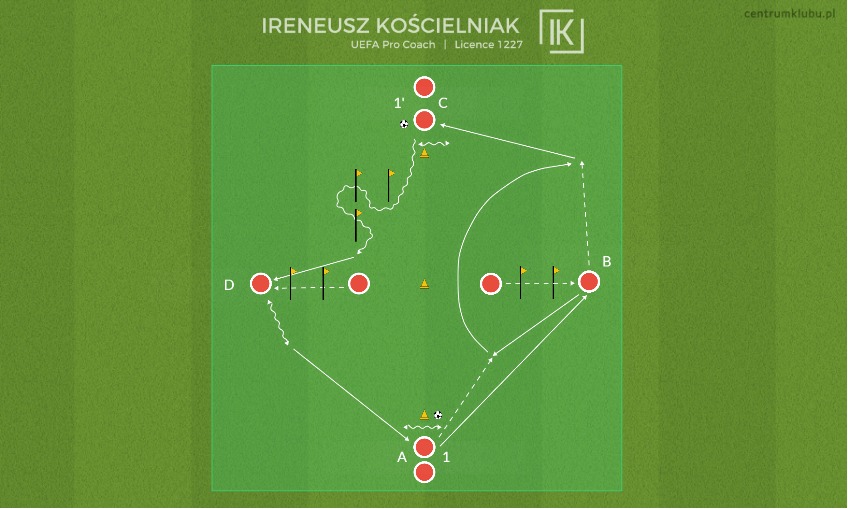 centrumklubu.pl
IRENEUSZ KOŚCIELNIAK
UEFA Pro Coach | Licence 1227
IK
1' C
B
D
A 1